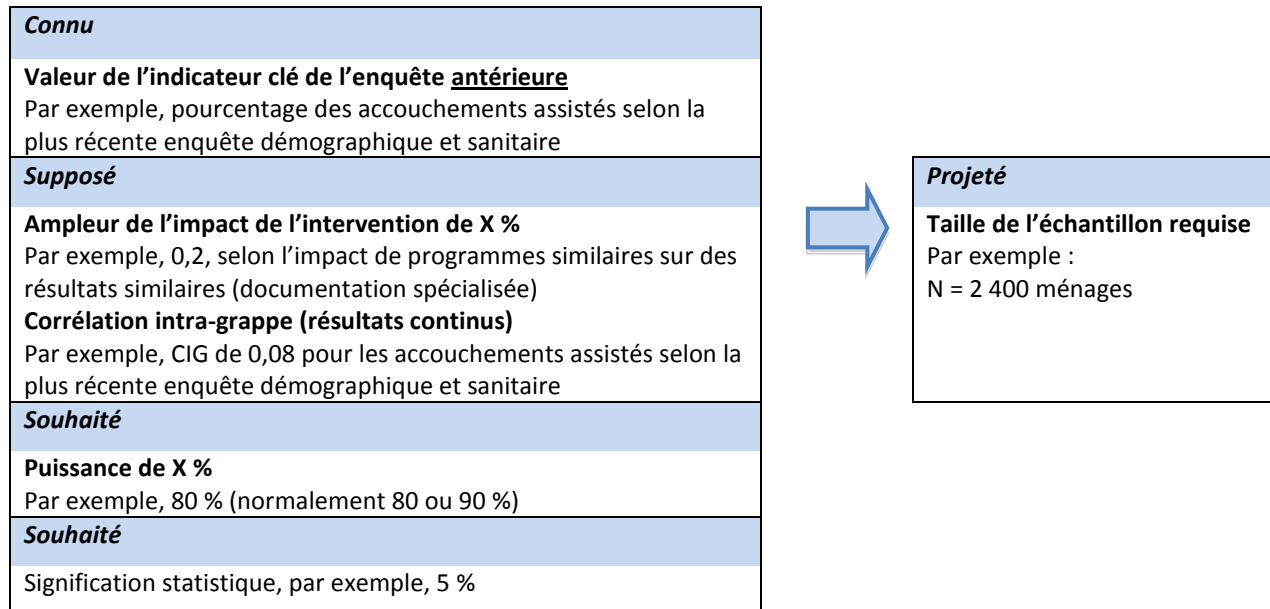 Connu
Valeur de l’indicateur clé de l’enquête antérieure
Par exemple, pourcentage des accouchements assistés selon la
plus récente enquête démographique et sanitaire
Supposé
Ampleur de l’impact de l’intervention de X %
Par exemple, 0,2, selon l’impact de programmes similaires sur des
résultats similaires (documentation spécialisée)
Corrélation intra-grappe (résultats continus)
Par exemple, CIG de 0,08 pour les accouchements assistés selon la
plus récente enquête démographique et sanitaire
Souhaité
Puissance de X %
Par exemple, 80 % (normalement 80 ou 90 %)
Souhaité
Signification statistique, par exemple, 5 %
Projeté
Taille de l’échantillon requise
Par exemple :
N = 2 400 ménages